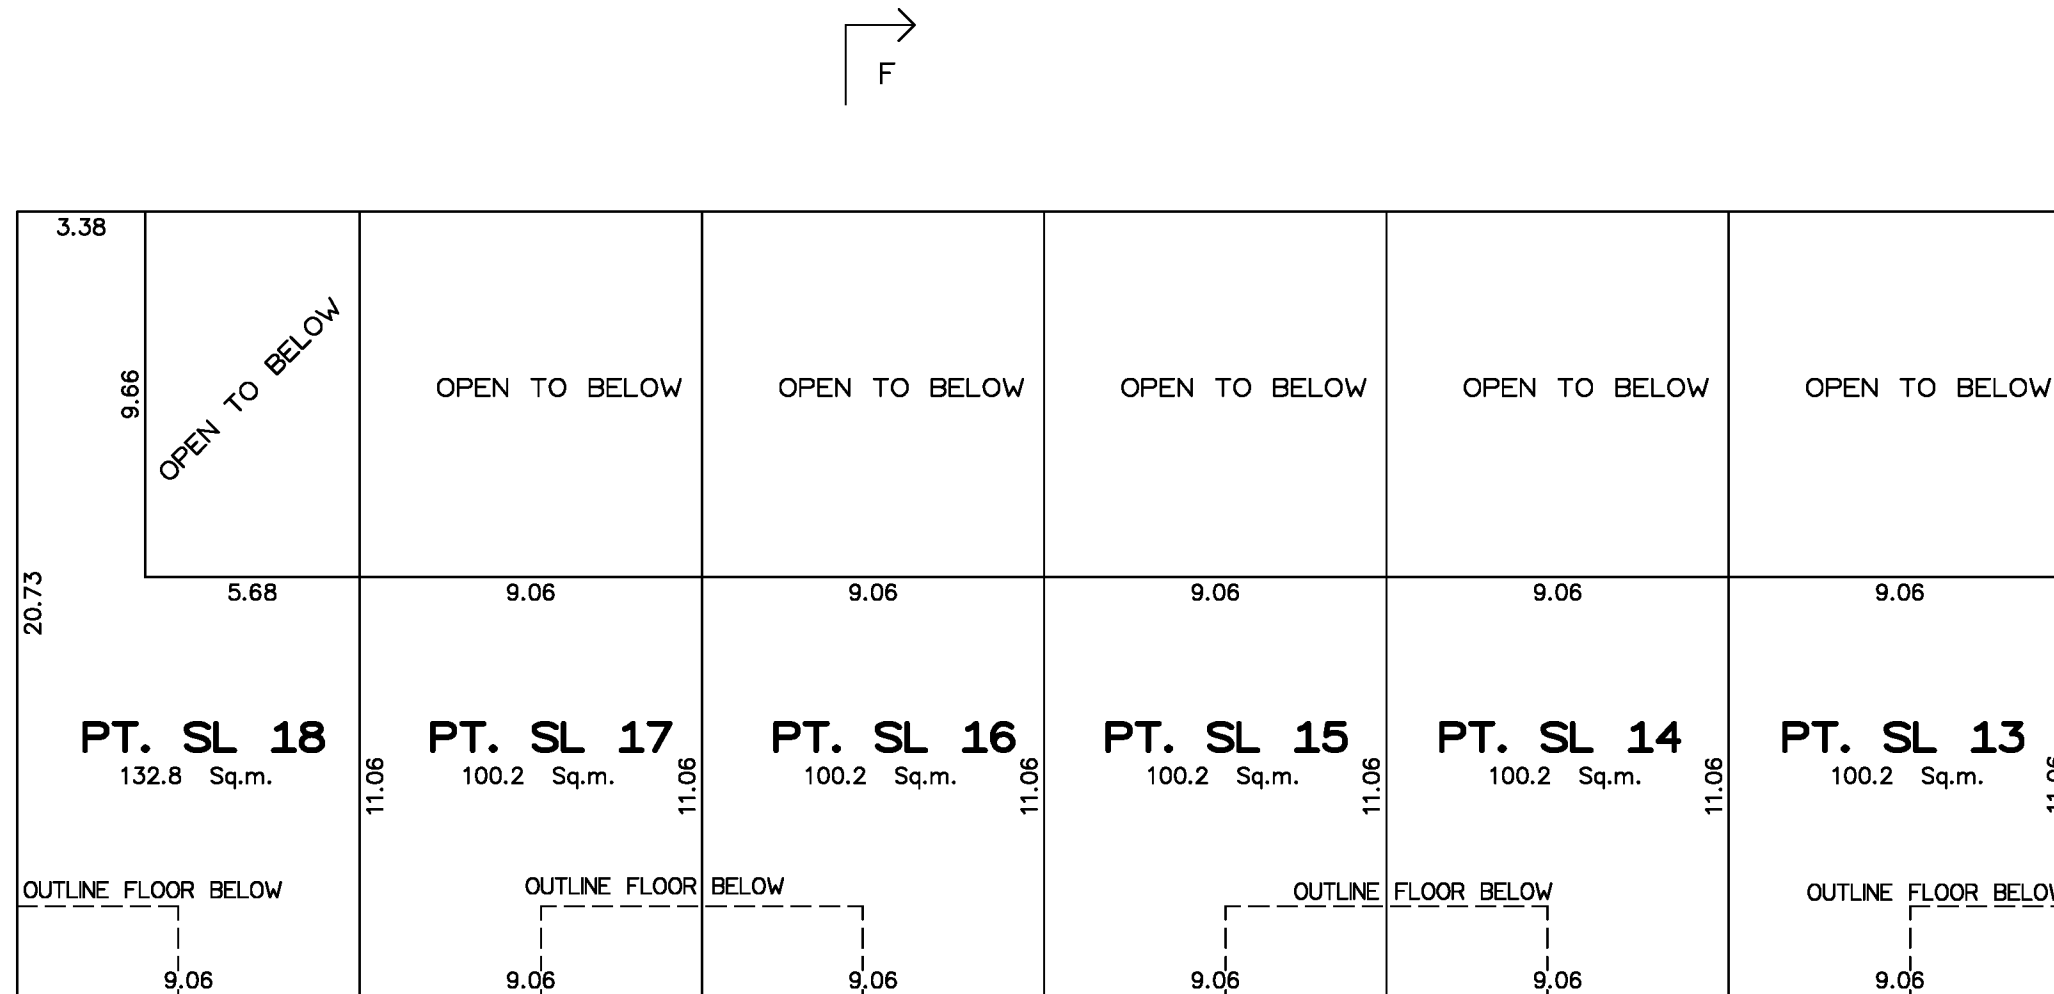 F
3.38
OPEN TO BELOW
9.66
OPEN TO BELOW
OPEN TO BELOW
OPEN TO BELOW
OPEN TO BELOW
OPEN TO BELOW
20.73
5.68
9.06
9.06
9.06
9.06
9.06
PT. SL 18
132.8 Sq.m.
11.06
PT. SL 17
100.2 Sq.m.
11.06
PT. SL 16
100.2 Sq.m.
11.06
PT. SL 15
100.2 Sq.m.
11.06
PT. SL 14
100.2 Sq.m.
11.06
PT. SL 13
100.2 Sq.m.
11.06
OUTLINE FLOOR BELOW
OUTLINE FLOOR BELOW
OUTLINE FLOOR BELOW
OUTLINE FLOOR BELOW
9.06
9.06
9.06
9.06
9.06
9.06